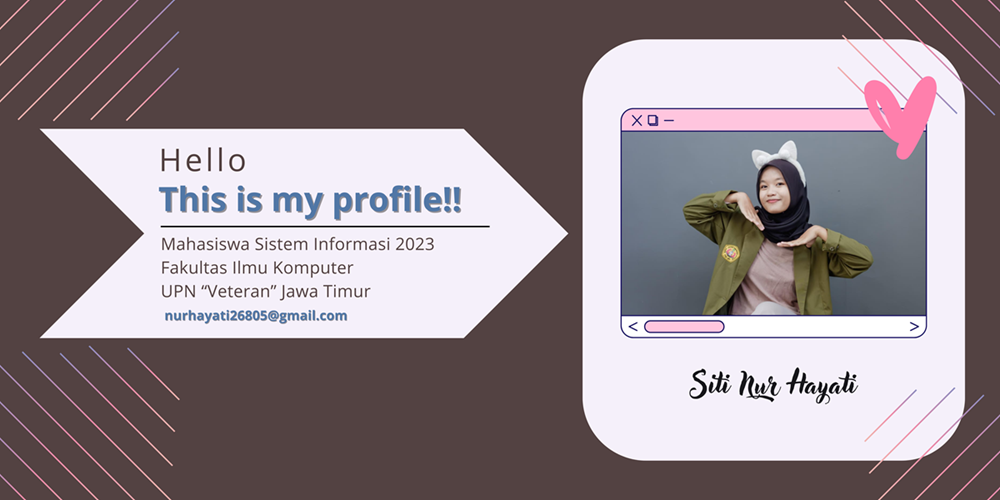 Hello
This is my profile!!
Mahasiswa Sistem Informasi 2023
Fakultas Ilmu Komputer
UPN “Veteran” Jawa Timur
nurhayati26805@gmail.com
Siti Nur Hayati